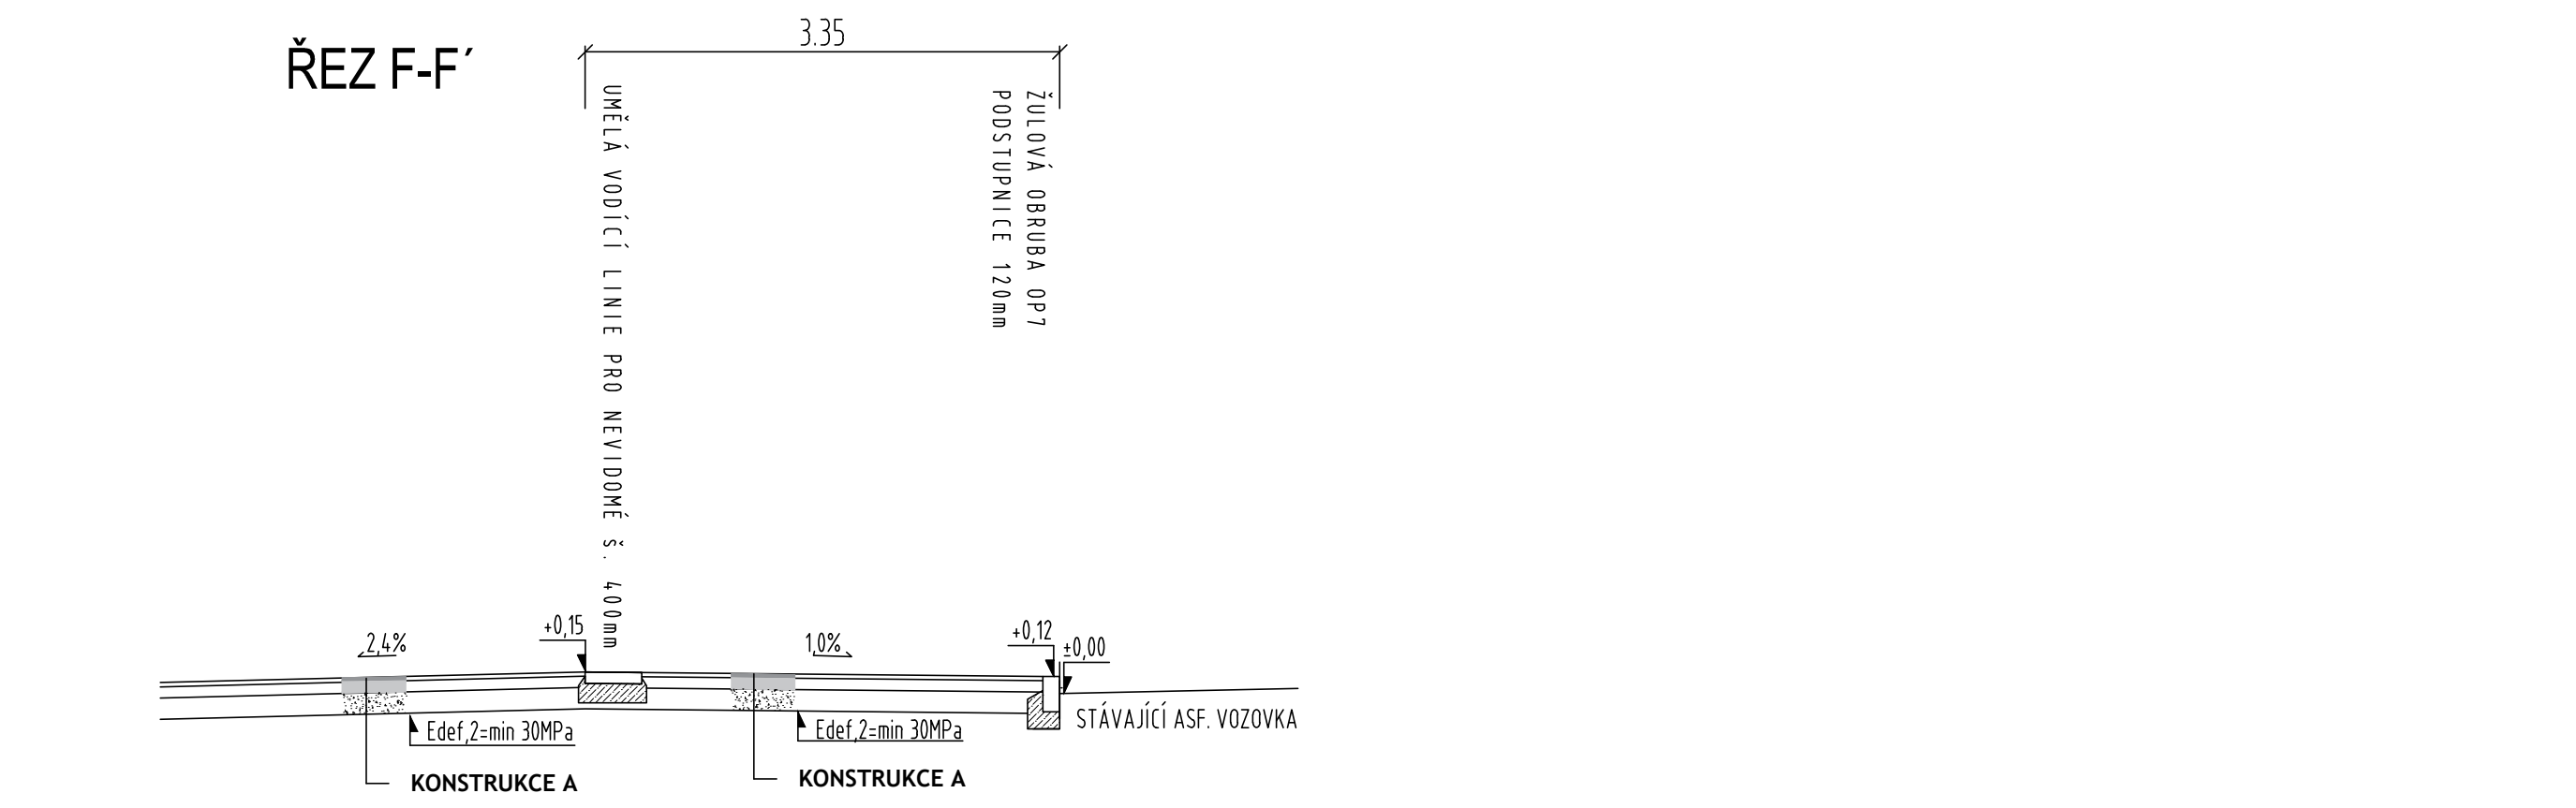 ŘEZ F-F´
3.35
UMĚLÁ VODÍCÍ LINIE PRO NEVIDOMÉ Š. 400mm
ŽULOVÁ OBRUBA OP7
PODSTUPNICE 120mm
2,4%
+0,15
1,0%
+0,12
±0,00
STÁVAJÍCÍ ASF. VOZOVKA
Edef,2=min 30MPa
Edef,2=min 30MPa
KONSTRUKCE A
KONSTRUKCE A